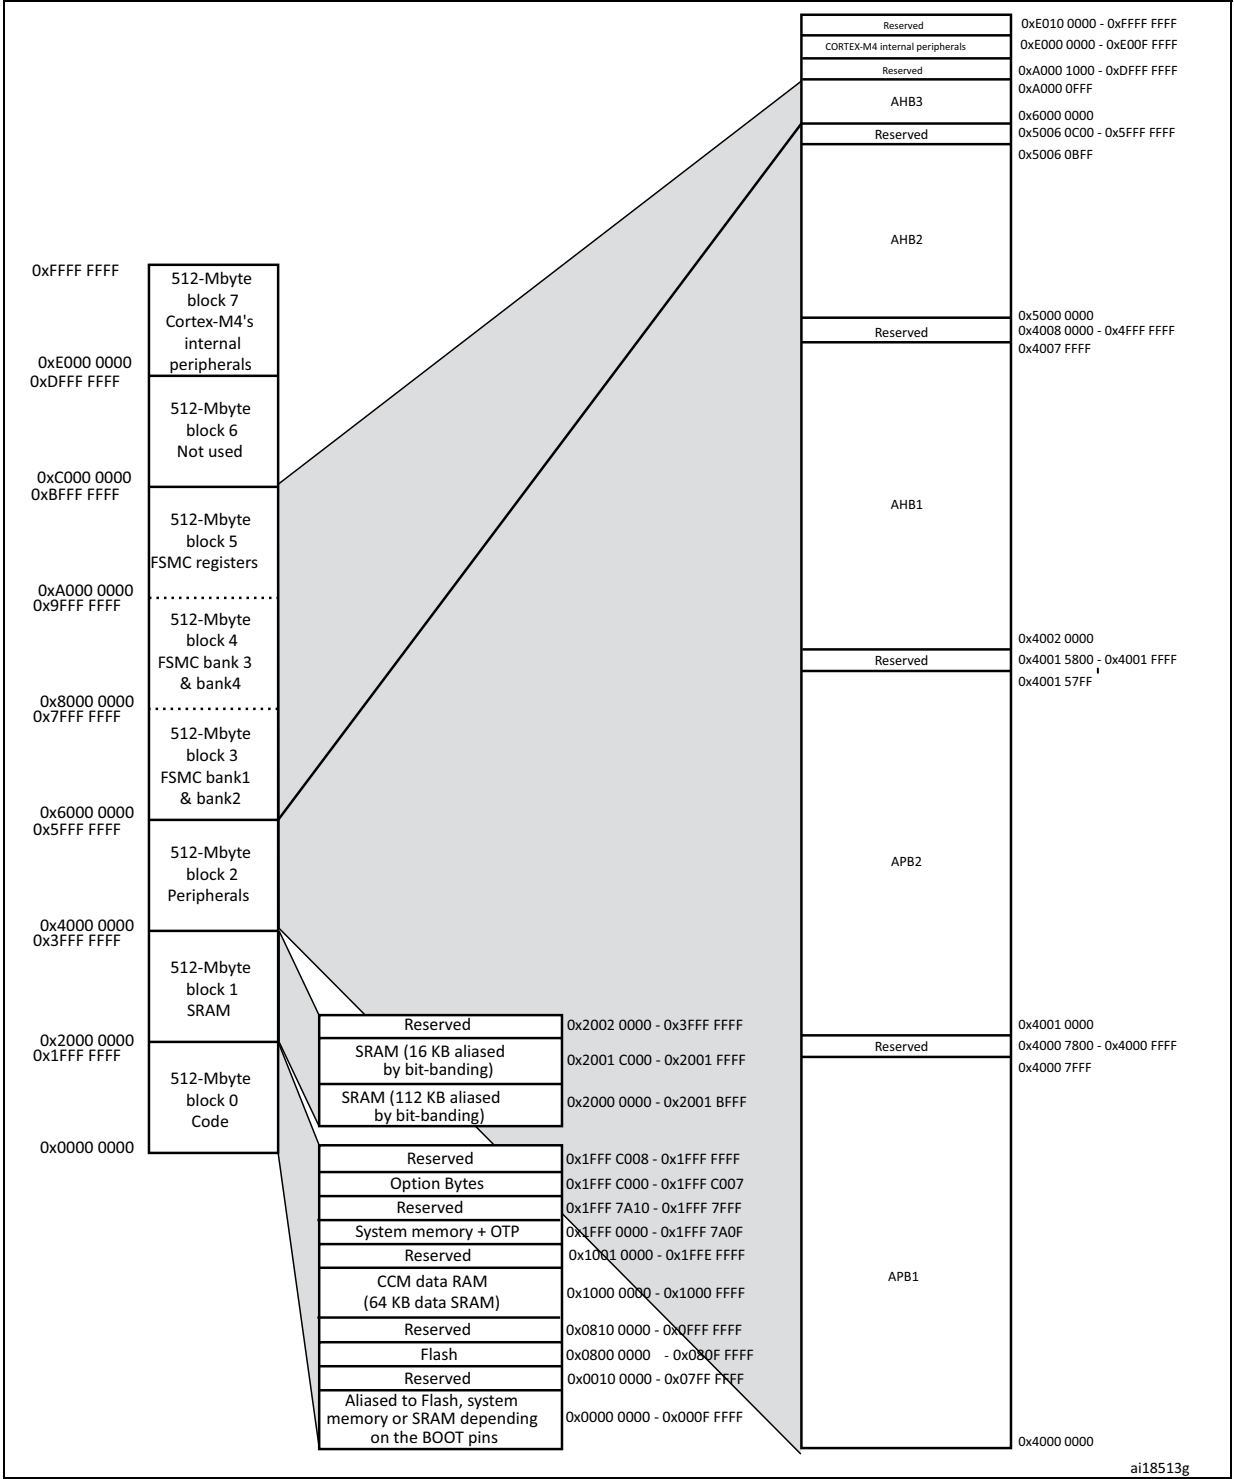 Reserved 0xE010 0000 - 0xFFFF FFFF
CORTEX-M4 internal peripherals 0xE000 0000 - 0xE00F FFFF
Reserved 0xA000 1000 - 0xDFFF FFFF
0xA000 0FFF
AHB3
0x6000 0000
Reserved 0x5006 0C00 - 0x5FFF FFFF
0x5006 0BFF
AHB2
0x5000 0000
Reserved 0x4008 0000 - 0x4FFF FFFF
0x4007 FFFF
AHB1
0x4002 0000
Reserved 0x4001 5800 - 0x4001 FFFF
0x4001 57FF
APB2
0x4001 0000
Reserved 0x4000 7800 - 0x4000 FFFF
0x4000 7FFF
APB1
0x4000 0000
0xFFFF FFFF
512-Mbyte
block 7
Cortex-M4's
internal
peripherals
0xE000 0000
0xDFFF FFFF
512-Mbyte
block 6
Not used
0xC000 0000
0xBFFF FFFF
512-Mbyte
block 5
FSMC registers
0xA000 0000
0x9FFF FFFF
512-Mbyte
block 4
FSMC bank 3
& bank4
0x8000 0000
0x7FFF FFFF
512-Mbyte
block 3
FSMC bank1
& bank2
0x6000 0000
0x5FFF FFFF
512-Mbyte
block 2
Peripherals
0x4000 0000
0x3FFF FFFF
512-Mbyte
block 1
SRAM
0x2000 0000
0x1FFF FFFF
512-Mbyte
block 0
Code
0x0000 0000
Reserved 0x2002 0000 - 0x3FFF FFFF
SRAM (16 KB aliased
by bit-banding) 0x2001 C000 - 0x2001 FFFF
SRAM (112 KB aliased
by bit-banding) 0x2000 0000 - 0x2001 BFFF
Reserved 0x1FFF C008 - 0x1FFF FFFF
Option Bytes 0x1FFF C000 - 0x1FFF C007
Reserved 0x1FFF 7A10 - 0x1FFF 7FFF
System memory + OTP 0x1FFF 0000 - 0x1FFF 7A0F
Reserved 0x1001 0000 - 0x1FFE FFFF
CCM data RAM
(64 KB data SRAM) 0x1000 0000 - 0x1000 FFFF
Reserved 0x0810 0000 - 0x0FFF FFFF
Flash 0x0800 0000 - 0x080F FFFF
Reserved 0x0010 0000 - 0x07FF FFFF
Aliased to Flash, system
memory or SRAM depending
on the BOOT pins
0x0000 0000 - 0x000F FFFF
ai18513g